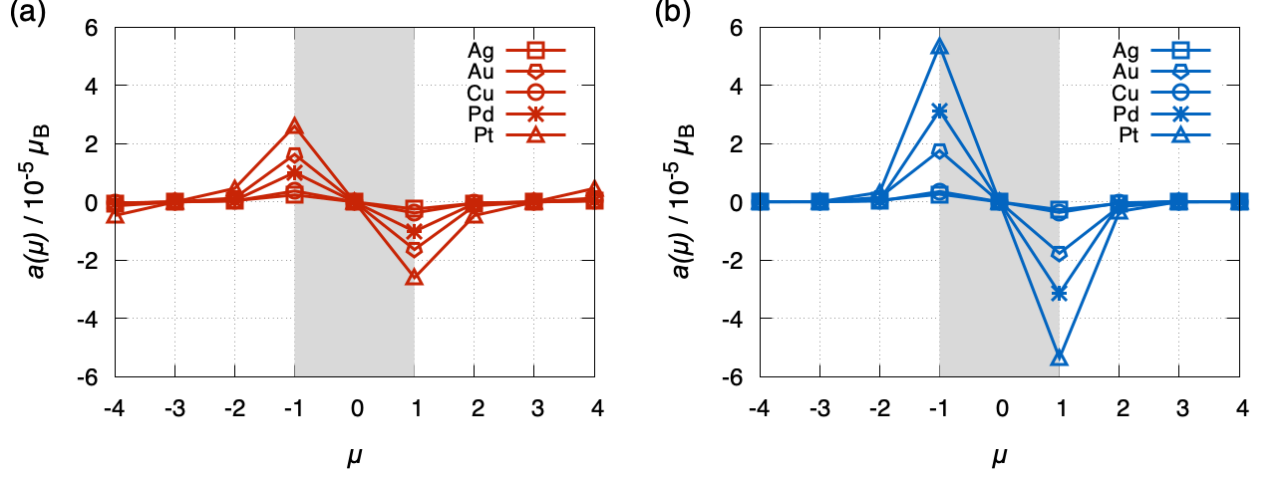 (a)
6
4
2
0
-2
-4
-6
a(μ) / 10⁻⁵ μB
-4 -3 -2 -1 0 1 2 3 4
μ
Ag
Au
Cu
Pd
Pt
(b)
6
4
2
0
-2
-4
-6
a(μ) / 10⁻⁵ μB
-4 -3 -2 -1 0 1 2 3 4
μ
Ag
Au
Cu
Pd
Pt